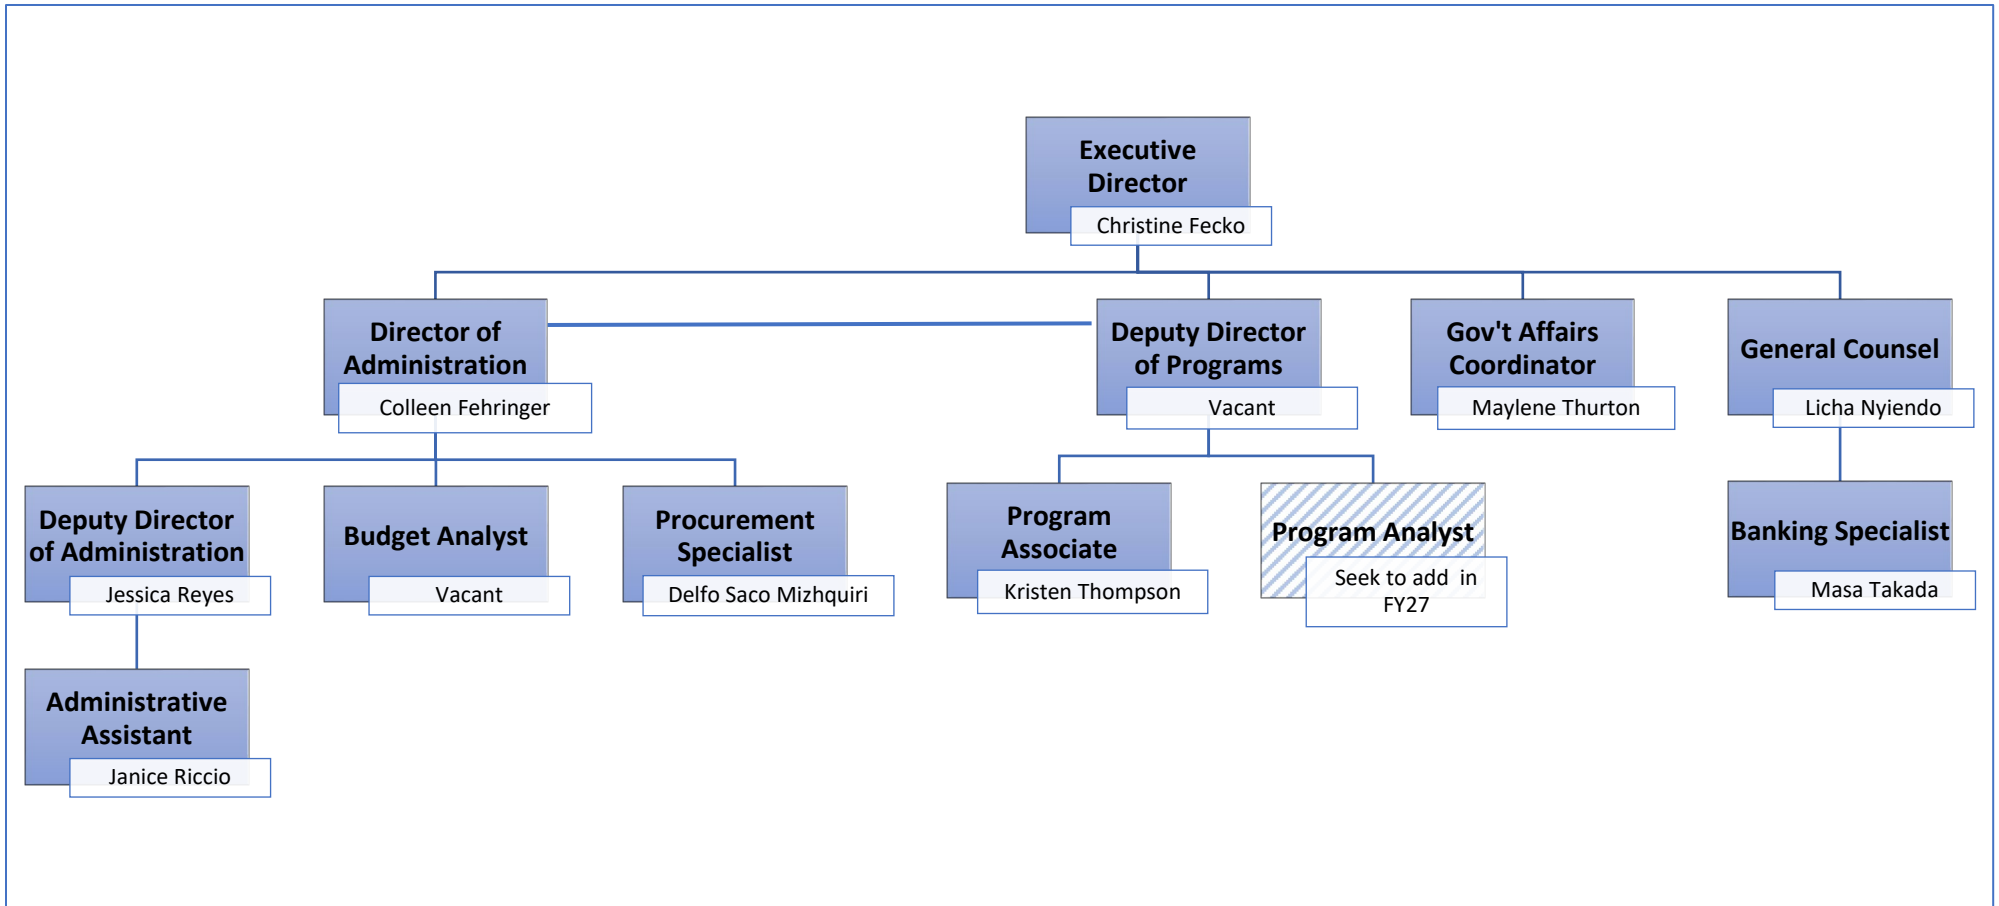 Executive
Director
Christine Fecko
Director of
Administration
Colleen Fehringer
Deputy Director
of Programs
Vacant
Gov't Affairs
Coordinator
Maylene Thurton
General Counsel
Licha Nyiendo
Deputy Director
of Administration
Jessica Reyes
Budget Analyst
Vacant
Procurement
Specialist
Delfo Saco Mizhquiri
Program
Associate
Kristen Thompson
Program Analyst
Seek to add  in
FY27
Banking Specialist
Masa Takada
Administrative
Assistant
Janice Riccio